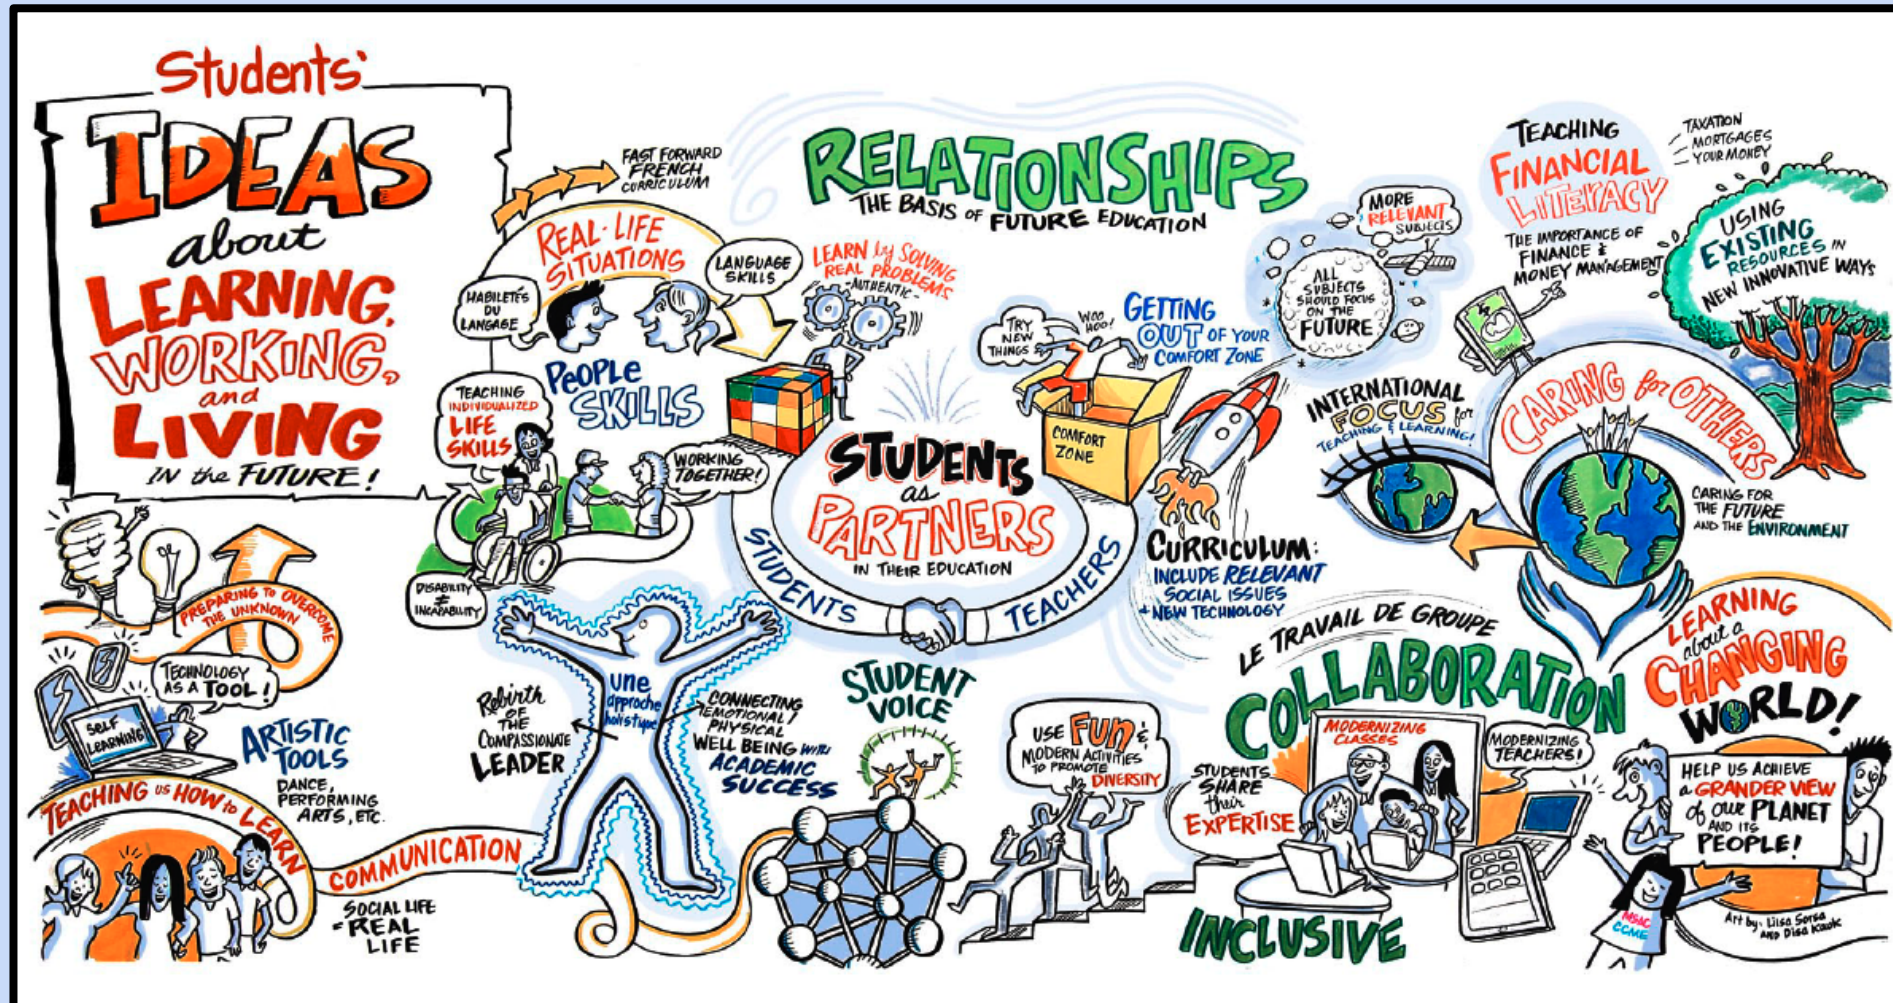 Students'
IDEAS
about
LEARNING,
WORKING,
and
LIVING
IN the FUTURE!
FAST FORWARD
FRENCH
CURRICULUM
REAL-LIFE
SITUATIONS
HABILETÉS
DU
LANGAGE
LANGUAGE
SKILLS
PEOPLE
SKILLS
LEARN by SOLVING
REAL PROBLEMS
- AUTHENTIC -
TEACHING
INDIVIDUALIZED
LIFE
SKILLS
WORKING
TOGETHER!
DISABILITY
≠
INCAPABILITY
RELATIONSHIPS
THE BASIS OF FUTURE EDUCATION
TRY
NEW
THINGS
WOO
HOO!
GETTING
OUT OF YOUR
COMFORT ZONE
COMFORT
ZONE
STUDENTS
as
PARTNERS
IN THEIR EDUCATION
STUDENTS
TEACHERS
MORE
RELEVANT
SUBJECTS
ALL
SUBJECTS
SHOULD FOCUS
ON THE
FUTURE
CURRICULUM:
INCLUDE RELEVANT
SOCIAL ISSUES
+ NEW TECHNOLOGY
TEACHING
FINANCIAL
LITERACY
THE IMPORTANCE OF
FINANCE &
MONEY MANAGEMENT
- TAXATION
- MORTGAGES
- YOUR MONEY
USING
EXISTING
RESOURCES IN
NEW INNOVATIVE WAYS
INTERNATIONAL
FOCUS for
TEACHING & LEARNING!
CARING for OTHERS
CARING FOR
THE FUTURE
AND THE ENVIRONMENT
PREPARING TO OVERCOME
THE UNKNOWN
TECHNOLOGY
AS A TOOL!
SELF
LEARNING
ARTISTIC
TOOLS
DANCE,
PERFORMING
ARTS, ETC.
TEACHING us HOW to LEARN
COMMUNICATION
SOCIAL LIFE
= REAL
LIFE
Rebirth
OF
THE
COMPASSIONATE
LEADER
une
approche
holistique
CONNECTING
EMOTIONAL /
PHYSICAL
WELL BEING WITH
ACADEMIC
SUCCESS
STUDENT
VOICE
USE FUN &
MODERN ACTIVITIES
TO PROMOTE
DIVERSITY
LE TRAVAIL DE GROUPE
COLLABORATION
STUDENTS
SHARE
their
EXPERTISE
MODERNIZING
CLASSES
MODERNIZING
TEACHERS!
INCLUSIVE
LEARNING
about a
CHANGING
WORLD!
HELP US ACHIEVE
a GRANDER VIEW
of our PLANET
AND ITS
PEOPLE!
MSAC
CCME
Art by: Liisa Sorsa
AND Disa Kauk